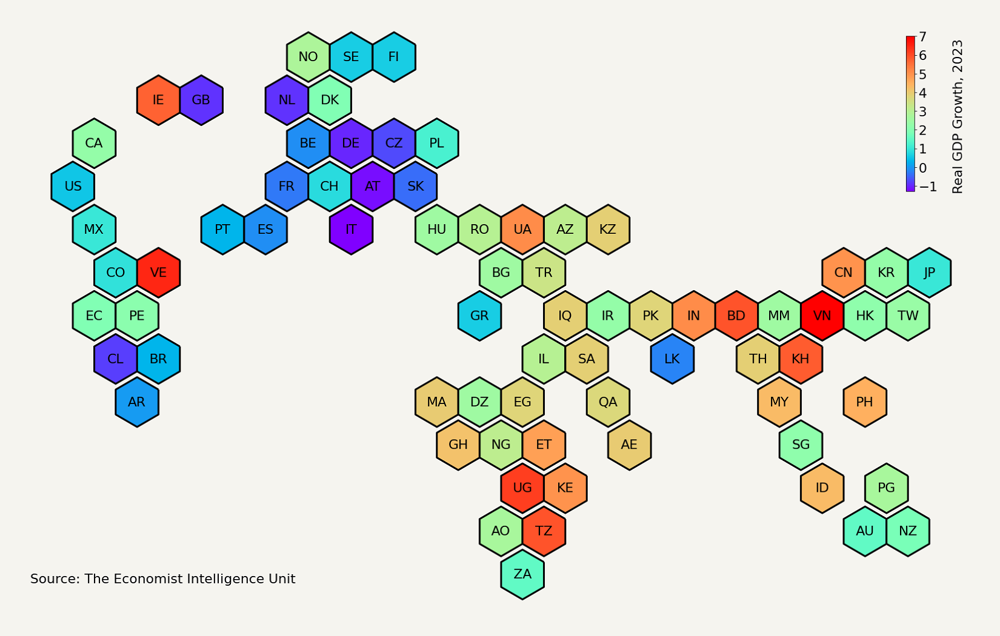 NO SE FI
7
6
5
4
3
2
1
0
−1
Real GDP Growth, 2023
IE GB NL DK
CA BE DE CZ PL
US FR CH AT SK
MX PT ES IT HU RO UA AZ KZ
CO VE BG TR CN KR JP
EC PE GR IQ IR PK IN BD MM VN HK TW
CL BR IL SA LK TH KH
AR MA DZ EG QA MY PH
GH NG ET AE SG
UG KE ID PG
AO TZ AU NZ
ZA
Source: The Economist Intelligence Unit